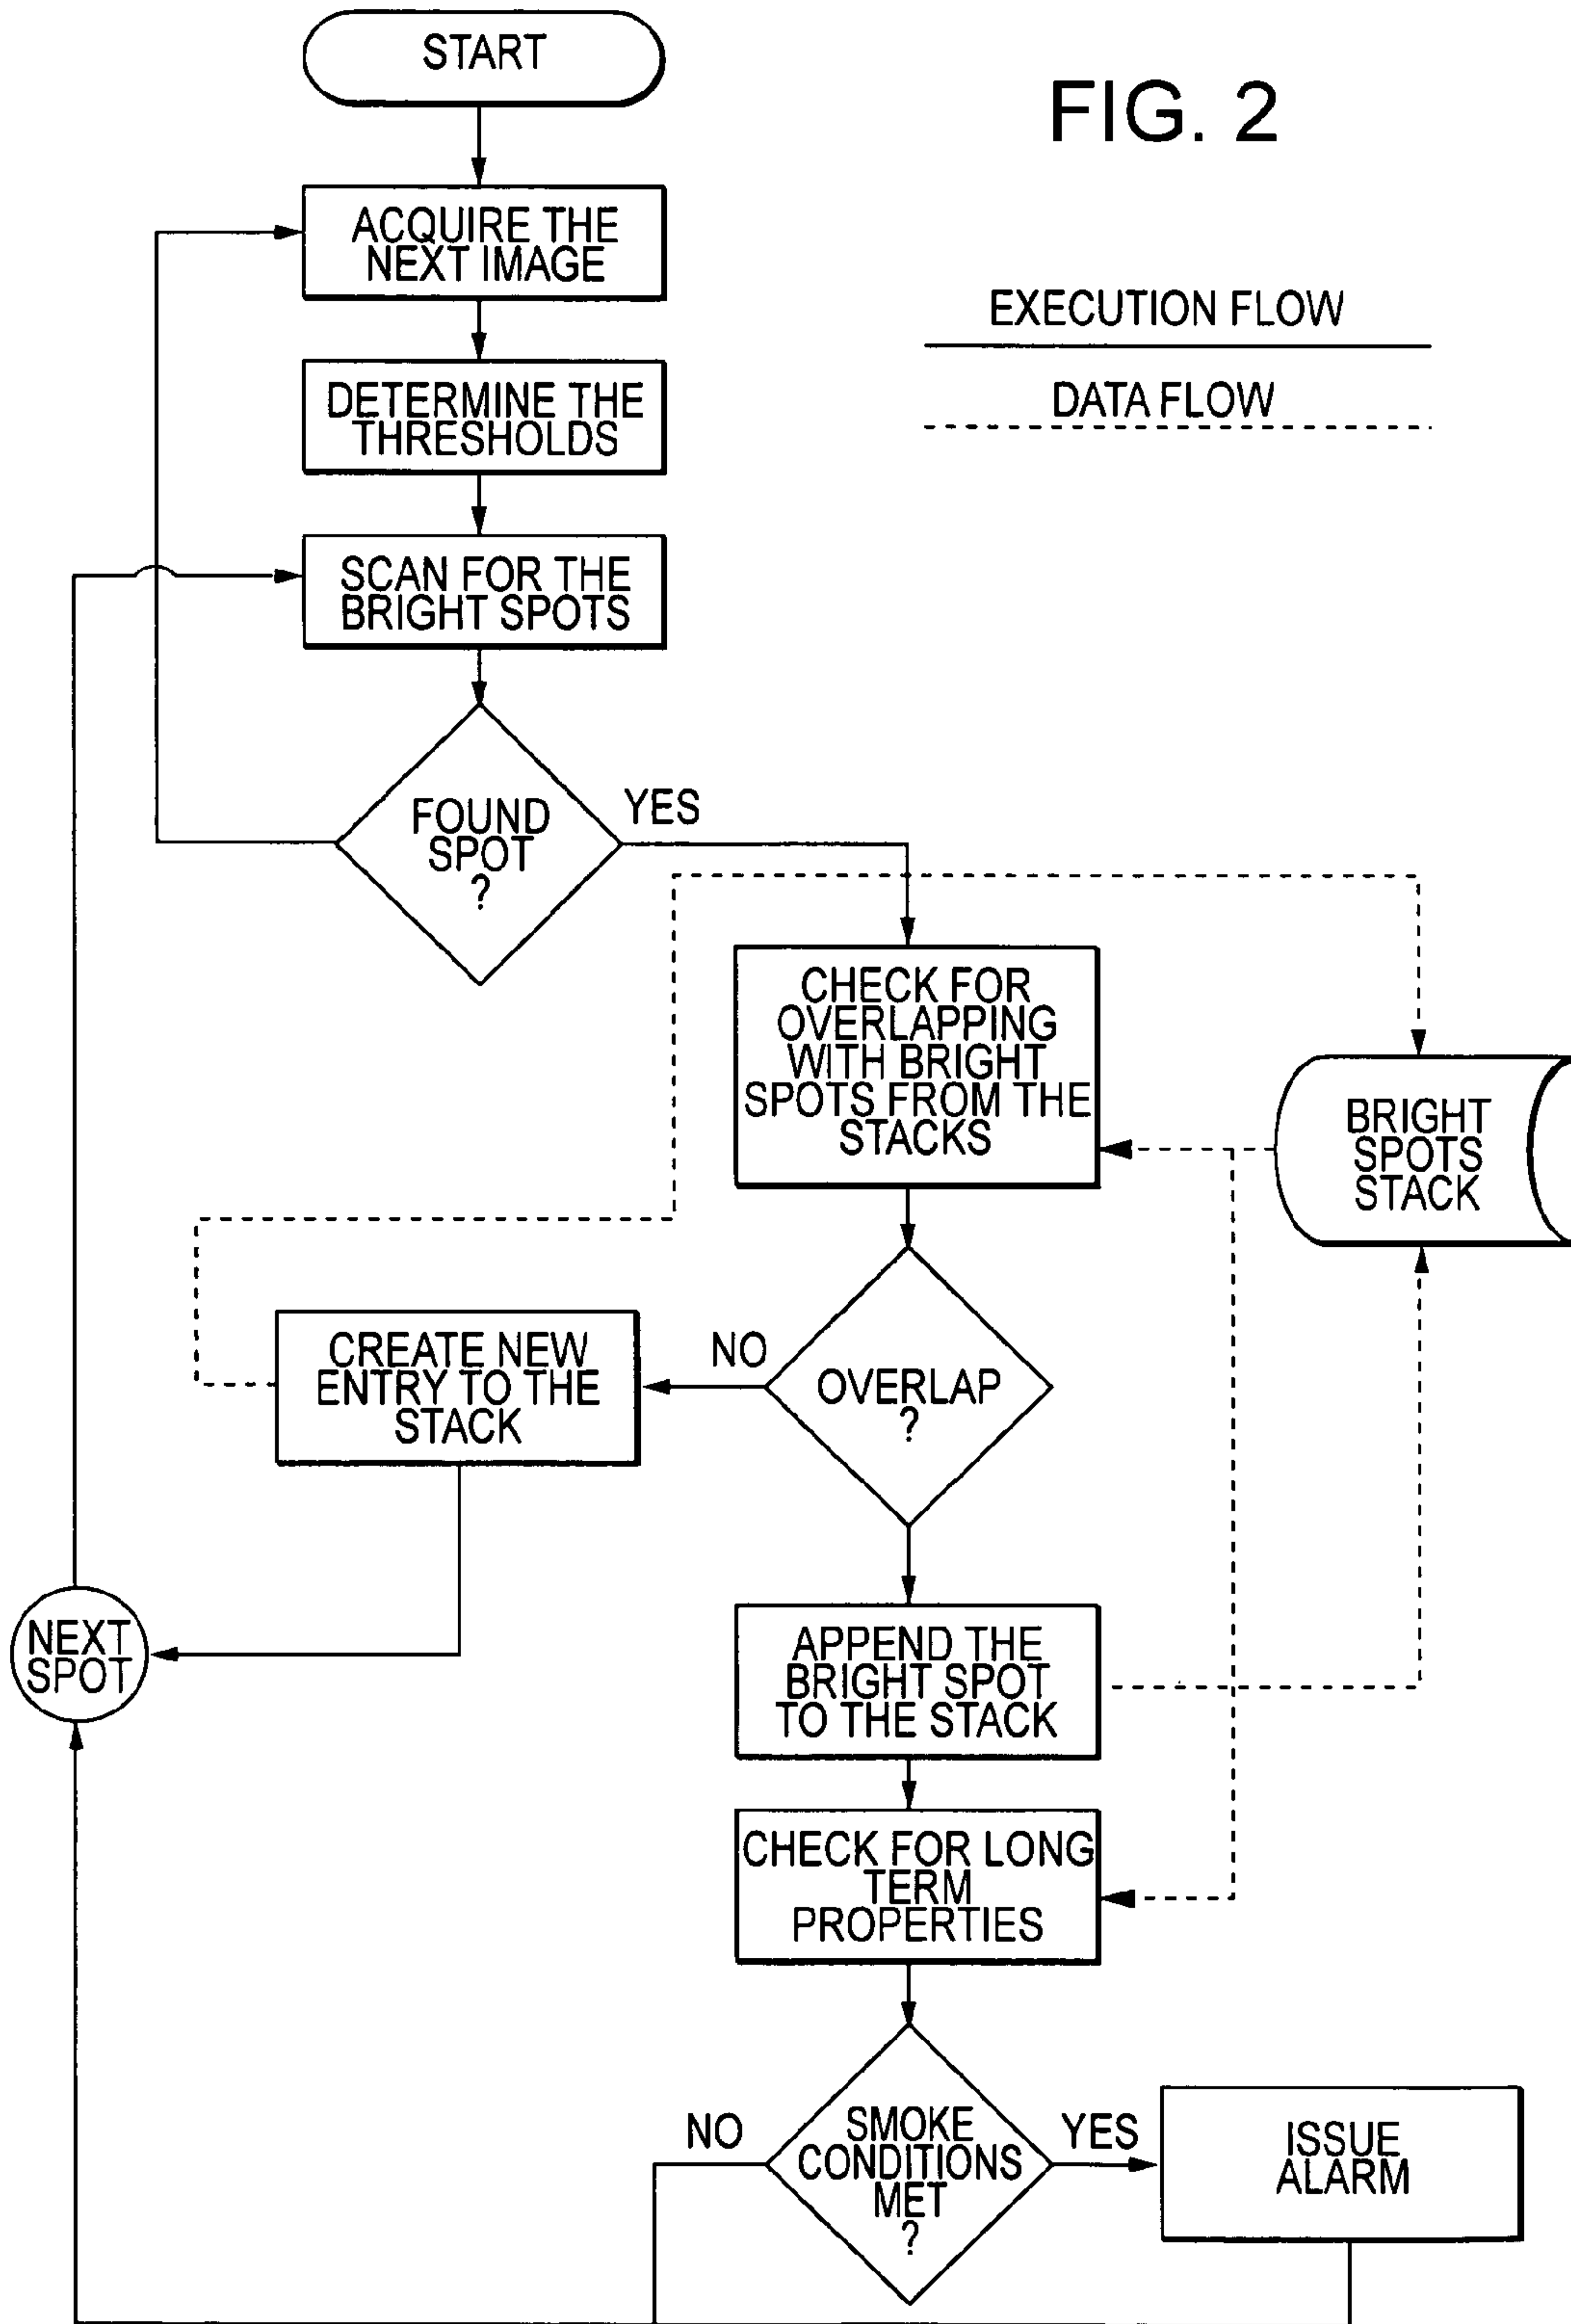 START
FIG. 2
ACQUIRE THE
NEXT IMAGE
EXECUTION FLOW
DETERMINE THE
THRESHOLDS
DATA FLOW
SCAN FOR THE
BRIGHT SPOTS
FOUND
SPOT
?
YES
CHECK FOR
OVERLAPPING
WITH BRIGHT
SPOTS FROM THE
STACKS
BRIGHT
SPOTS
STACK
CREATE NEW
ENTRY TO THE
STACK
NO
OVERLAP
?
NEXT
SPOT
APPEND THE
BRIGHT SPOT
TO THE STACK
CHECK FOR LONG
TERM
PROPERTIES
NO
SMOKE
CONDITIONS
MET
?
YES
ISSUE
ALARM